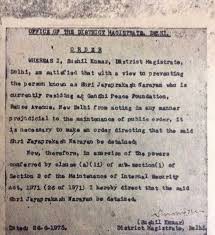 OFFICE OF THE DISTRICT MAGISTRATE, DELHI.
ORDER
WHEREAS I, Sushil Kumar, District Magistrate,
Delhi, am satisfied that with a view to preventing
the person known as Shri Jayaprakash Narayan who is
currently residing at Gandhi Peace Foundation,
Rouse Avenue, New Delhi from acting in any manner
prejudicial to the maintenance of public order, it
is necessary to make an order directing that the said
Shri Jayaprakash Narayan be detained;
Now, therefore, in exercise of the powers
conferred by clause (a)(ii) of sub-section(1) of
Section 3 of the Maintenance of Internal Security
Act, 1971 (26 of 1971) I hereby direct that the said
Shri Jayaprakash Narayan be detained.
(Sushil Kumar)
Dated: 26-6-1975. District Magistrate, Delhi.